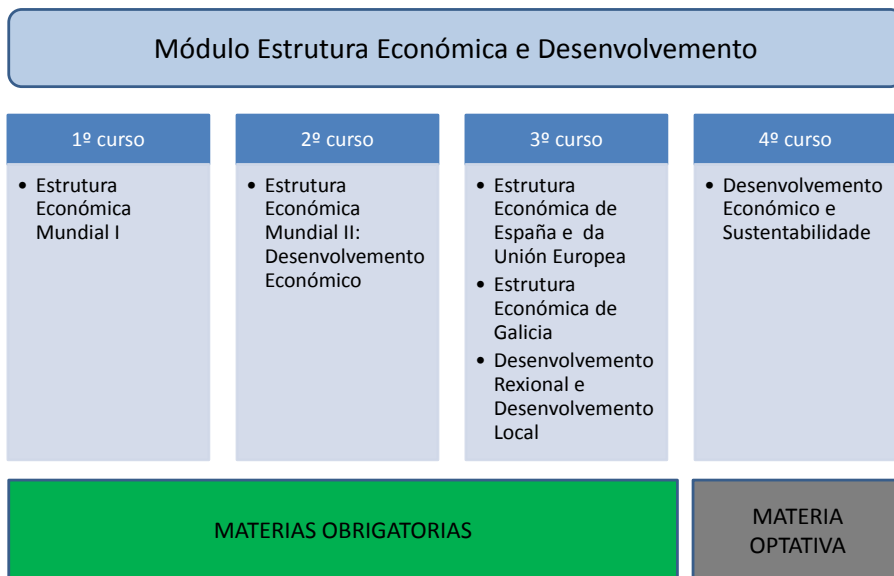 Módulo Estrutura Económica e Desenvolvemento
1º curso
• Estrutura
Económica
Mundial I
2º curso
• Estrutura
Económica
Mundial II:
Desenvolvemento
Económico
3º curso
• Estrutura
Económica de
España e da
Unión Europea
• Estrutura
Económica de
Galicia
• Desenvolvemento
Rexional e
Desenvolvemento
Local
4º curso
• Desenvolvemento
Económico e
Sustentabilidade
MATERIAS OBRIGATORIAS
MATERIA
OPTATIVA